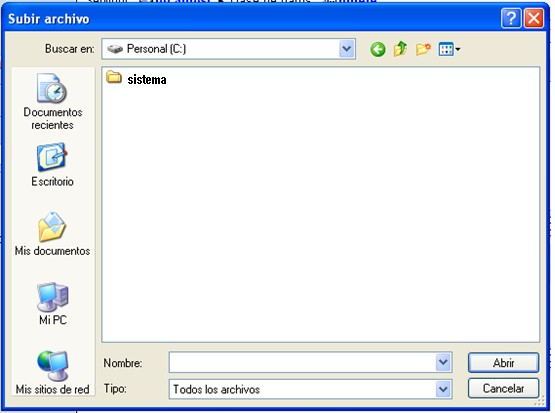 Subir archivo
Buscar en:
Personal (C:)
sistema
Documentos
recientes
Escritorio
Mis documentos
Mi PC
Mis sitios de red
Nombre:
Abrir
Tipo:
Todos los archivos
Cancelar